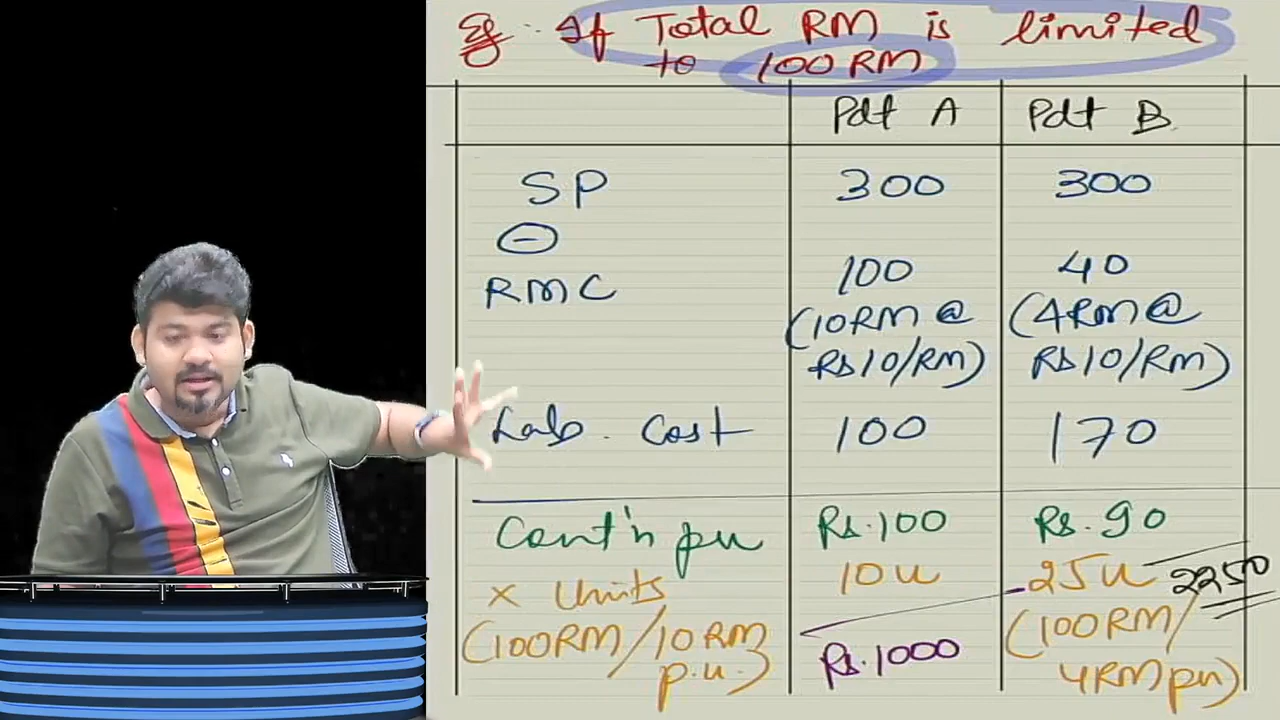 Eg. If Total RM is limited
to 100 RM
Pdt A Pdt B
SP 300 300
⊖
RMC 100 40
(10RM @ (4RM @
Rs10/RM) Rs10/RM)
Lab. Cost 100 170
Cont'n pu Rs.100 Rs.90
x Units 10u 25u 2250
(100RM/10RM (100RM/
p.u.) Rs.1000 4RM pu)